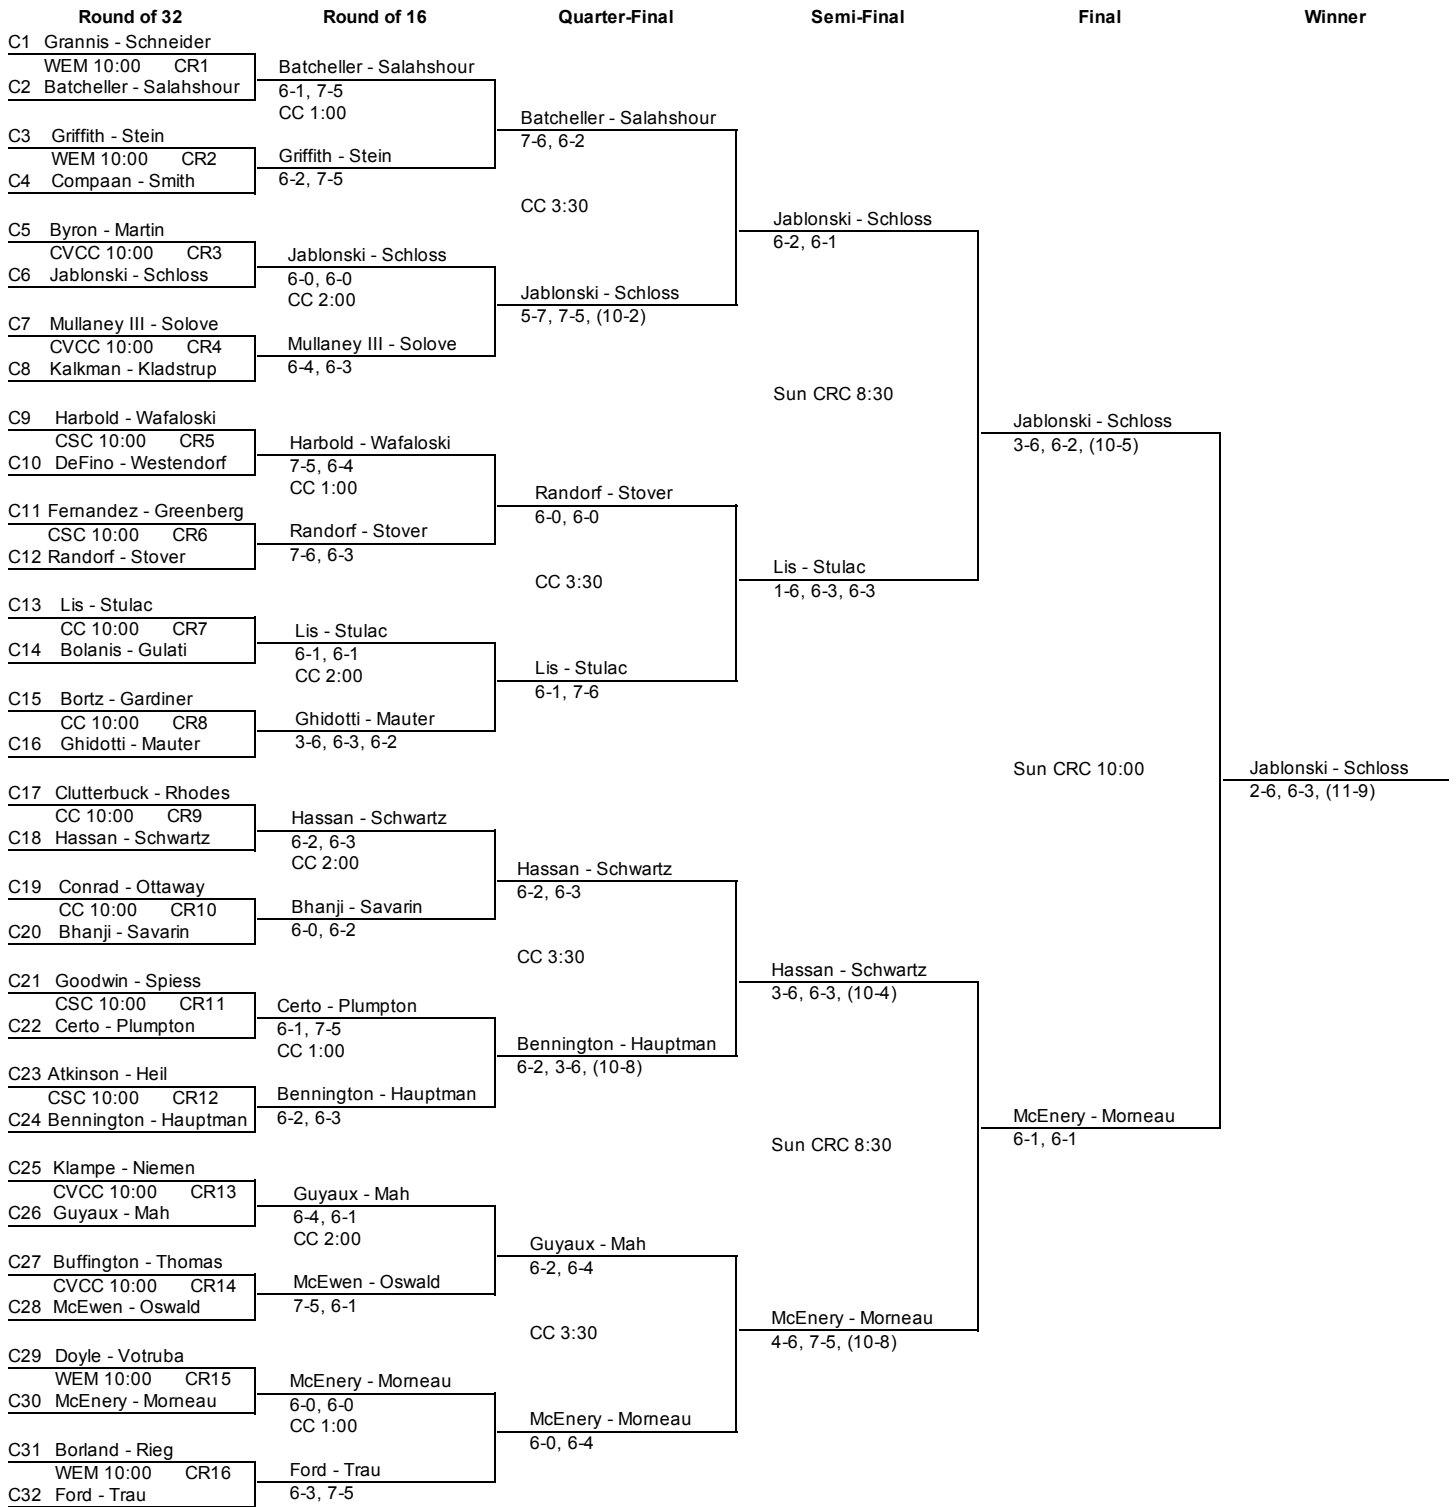 Round of 32 Round of 16 Quarter-Final Semi-Final Final Winner
C1 Grannis - Schneider
WEM 10:00 CR1
C2 Batcheller - Salahshour
C3 Griffith - Stein
WEM 10:00 CR2
C4 Compaan - Smith
C5 Byron - Martin
CVCC 10:00 CR3
C6 Jablonski - Schloss
C7 Mullaney III - Solove
CVCC 10:00 CR4
C8 Kalkman - Kladstrup
C9 Harbold - Wafaloski
CSC 10:00 CR5
C10 DeFino - Westendorf
C11 Fernandez - Greenberg
CSC 10:00 CR6
C12 Randorf - Stover
C13 Lis - Stulac
CC 10:00 CR7
C14 Bolanis - Gulati
C15 Bortz - Gardiner
CC 10:00 CR8
C16 Ghidotti - Mauter
C17 Clutterbuck - Rhodes
CC 10:00 CR9
C18 Hassan - Schwartz
C19 Conrad - Ottaway
CC 10:00 CR10
C20 Bhanji - Savarin
C21 Goodwin - Spiess
CSC 10:00 CR11
C22 Certo - Plumpton
C23 Atkinson - Heil
CSC 10:00 CR12
C24 Bennington - Hauptman
C25 Klampe - Niemen
CVCC 10:00 CR13
C26 Guyaux - Mah
C27 Buffington - Thomas
CVCC 10:00 CR14
C28 McEwen - Oswald
C29 Doyle - Votruba
WEM 10:00 CR15
C30 McEnery - Morneau
C31 Borland - Rieg
WEM 10:00 CR16
C32 Ford - Trau
Batcheller - Salahshour
6-1, 7-5
CC 1:00
Griffith - Stein
6-2, 7-5
Jablonski - Schloss
6-0, 6-0
CC 2:00
Mullaney III - Solove
6-4, 6-3
Harbold - Wafaloski
7-5, 6-4
CC 1:00
Randorf - Stover
7-6, 6-3
Lis - Stulac
6-1, 6-1
CC 2:00
Ghidotti - Mauter
3-6, 6-3, 6-2
Hassan - Schwartz
6-2, 6-3
CC 2:00
Bhanji - Savarin
6-0, 6-2
Certo - Plumpton
6-1, 7-5
CC 1:00
Bennington - Hauptman
6-2, 6-3
Guyaux - Mah
6-4, 6-1
CC 2:00
McEwen - Oswald
7-5, 6-1
McEnery - Morneau
6-0, 6-0
CC 1:00
Ford - Trau
6-3, 7-5
Batcheller - Salahshour
7-6, 6-2
CC 3:30
Jablonski - Schloss
5-7, 7-5, (10-2)
Randorf - Stover
6-0, 6-0
CC 3:30
Lis - Stulac
6-1, 7-6
Hassan - Schwartz
6-2, 6-3
CC 3:30
Bennington - Hauptman
6-2, 3-6, (10-8)
Guyaux - Mah
6-2, 6-4
CC 3:30
McEnery - Morneau
6-0, 6-4
Jablonski - Schloss
6-2, 6-1
Sun CRC 8:30
Lis - Stulac
1-6, 6-3, 6-3
Hassan - Schwartz
3-6, 6-3, (10-4)
Sun CRC 8:30
McEnery - Morneau
4-6, 7-5, (10-8)
Jablonski - Schloss
3-6, 6-2, (10-5)
Sun CRC 10:00
McEnery - Morneau
6-1, 6-1
Jablonski - Schloss
2-6, 6-3, (11-9)